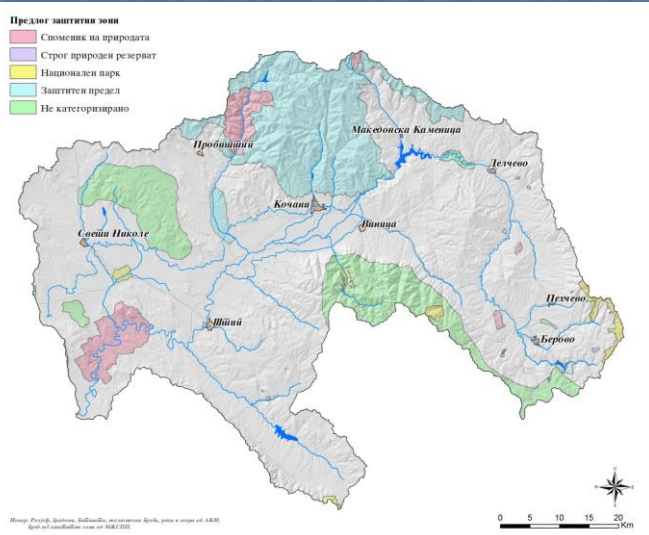 Предлог заштитни зони
Споменик на природата
Строг природен резерват
Национален парк
Заштитен предел
Не категоризирано
Македонска Каменица
Пробиштип
Делчево
Кочани
Виница
Свети Николе
Пехчево
Штип
Берово
0 5 10 15 20
Km